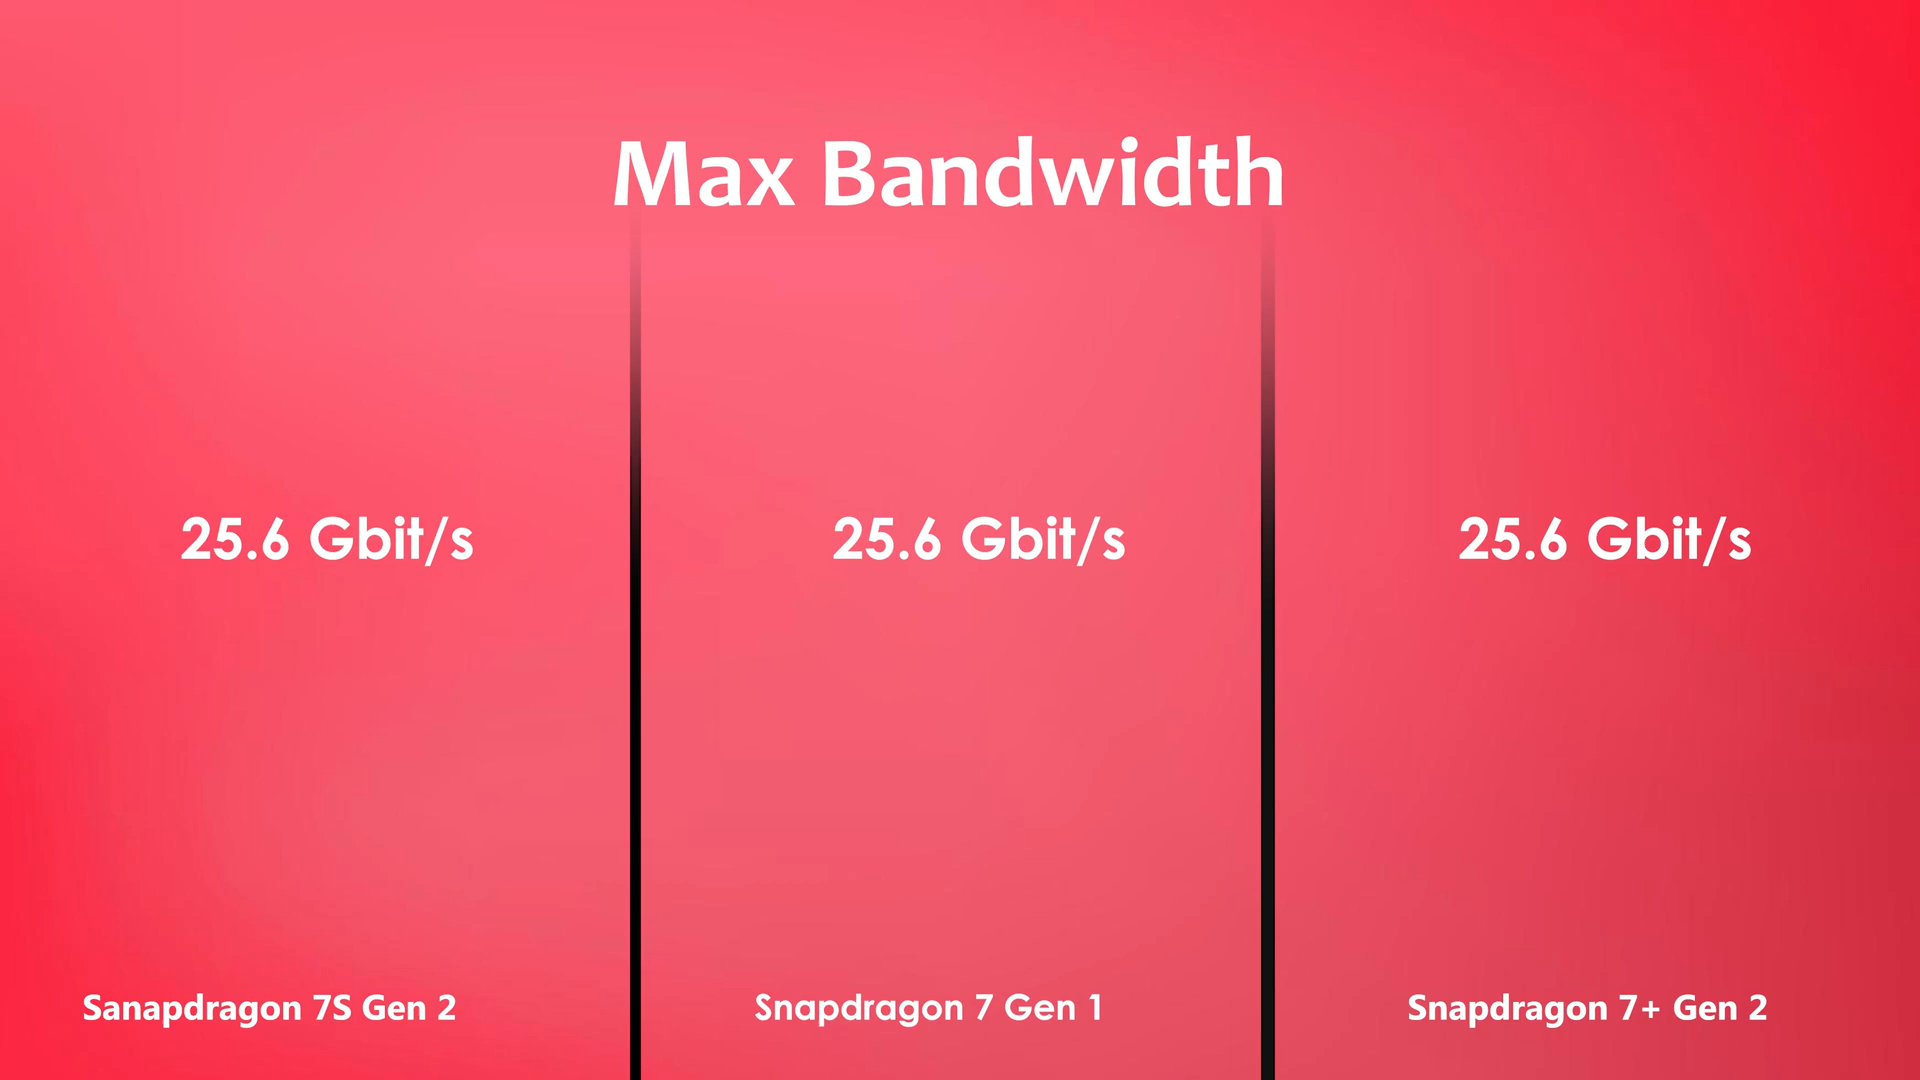 Max Bandwidth
25.6 Gbit/s
25.6 Gbit/s
25.6 Gbit/s
Sanapdragon 7S Gen 2
Snapdragon 7 Gen 1
Snapdragon 7+ Gen 2